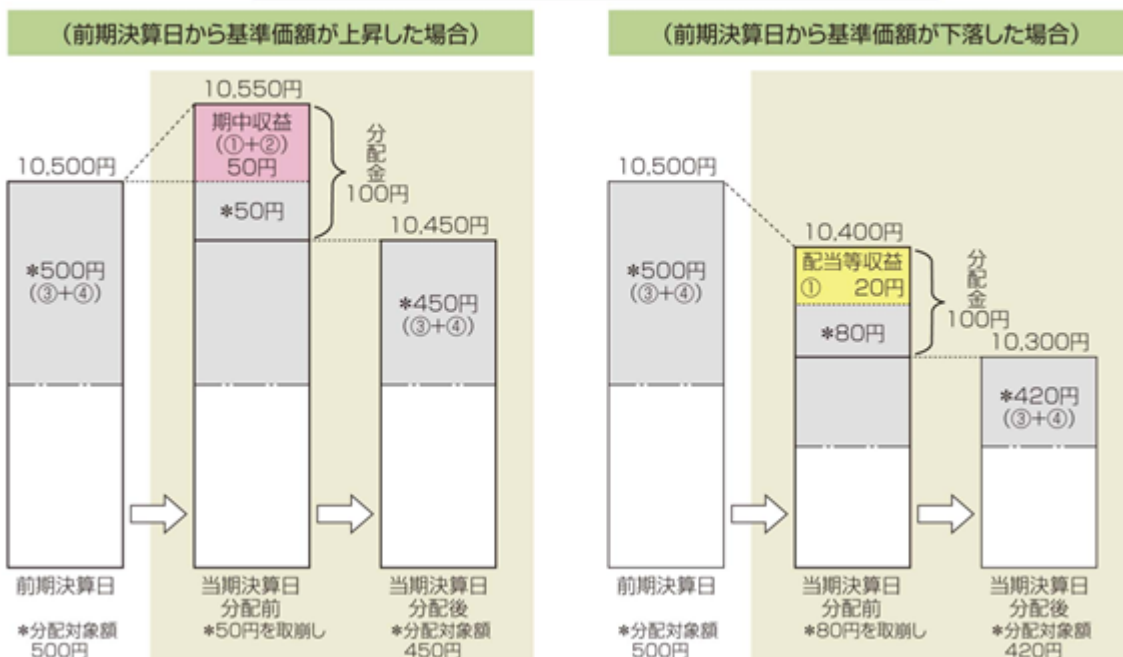 （前期決算日から基準価額が上昇した場合）
10,550円
期中収益
（①＋②）
50円
分配金
100円
10,500円
＊50円
10,450円
＊500円
（③＋④）
＊450円
（③＋④）
前期決算日
当期決算日
分配前
当期決算日
分配後
＊分配対象額
500円
＊50円を取崩し
＊分配対象額
450円
（前期決算日から基準価額が下落した場合）
10,500円
10,400円
配当等収益
① 20円
分配金
100円
＊500円
（③＋④）
＊80円
10,300円
＊420円
（③＋④）
前期決算日
当期決算日
分配前
当期決算日
分配後
＊分配対象額
500円
＊80円を取崩し
＊分配対象額
420円